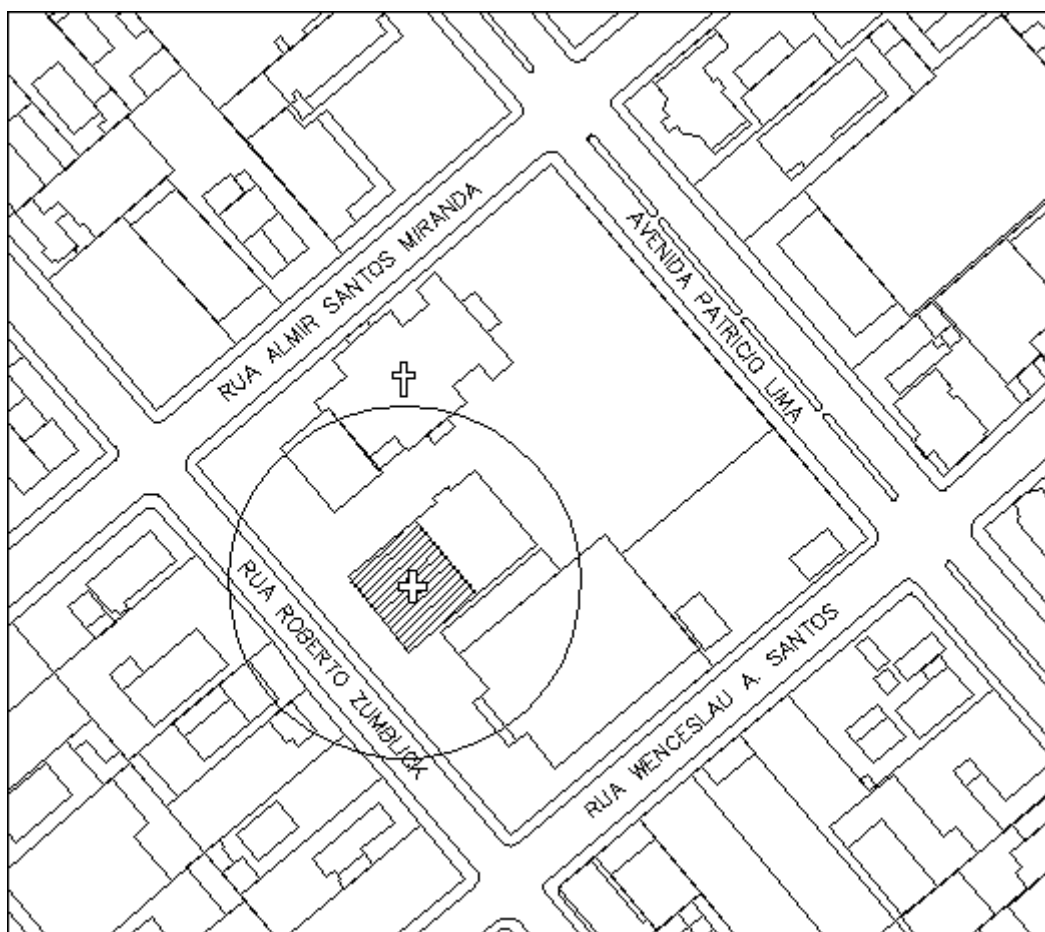 RUA ALMIR SANTOS MIRANDA
AVENIDA PATRICIO LIMA
RUA ROBERTO ZUMBLICK
RUA WENCESLAU A. SANTOS